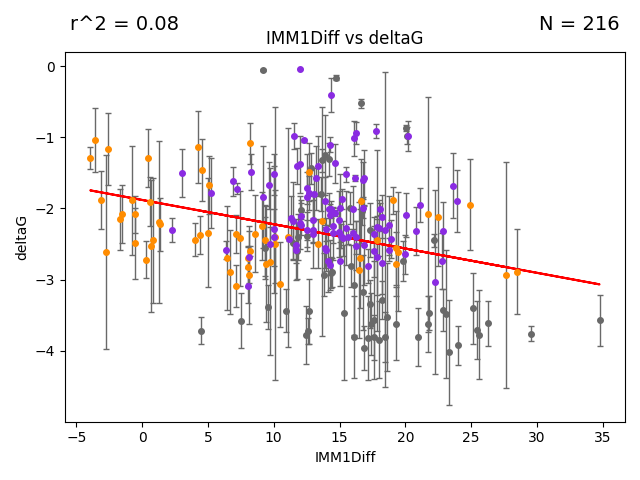 r^2 = 0.08
N = 216
IMM1Diff vs deltaG
deltaG
0
−1
−2
−3
−4
−5
0
5
10
15
20
25
30
35
IMM1Diff